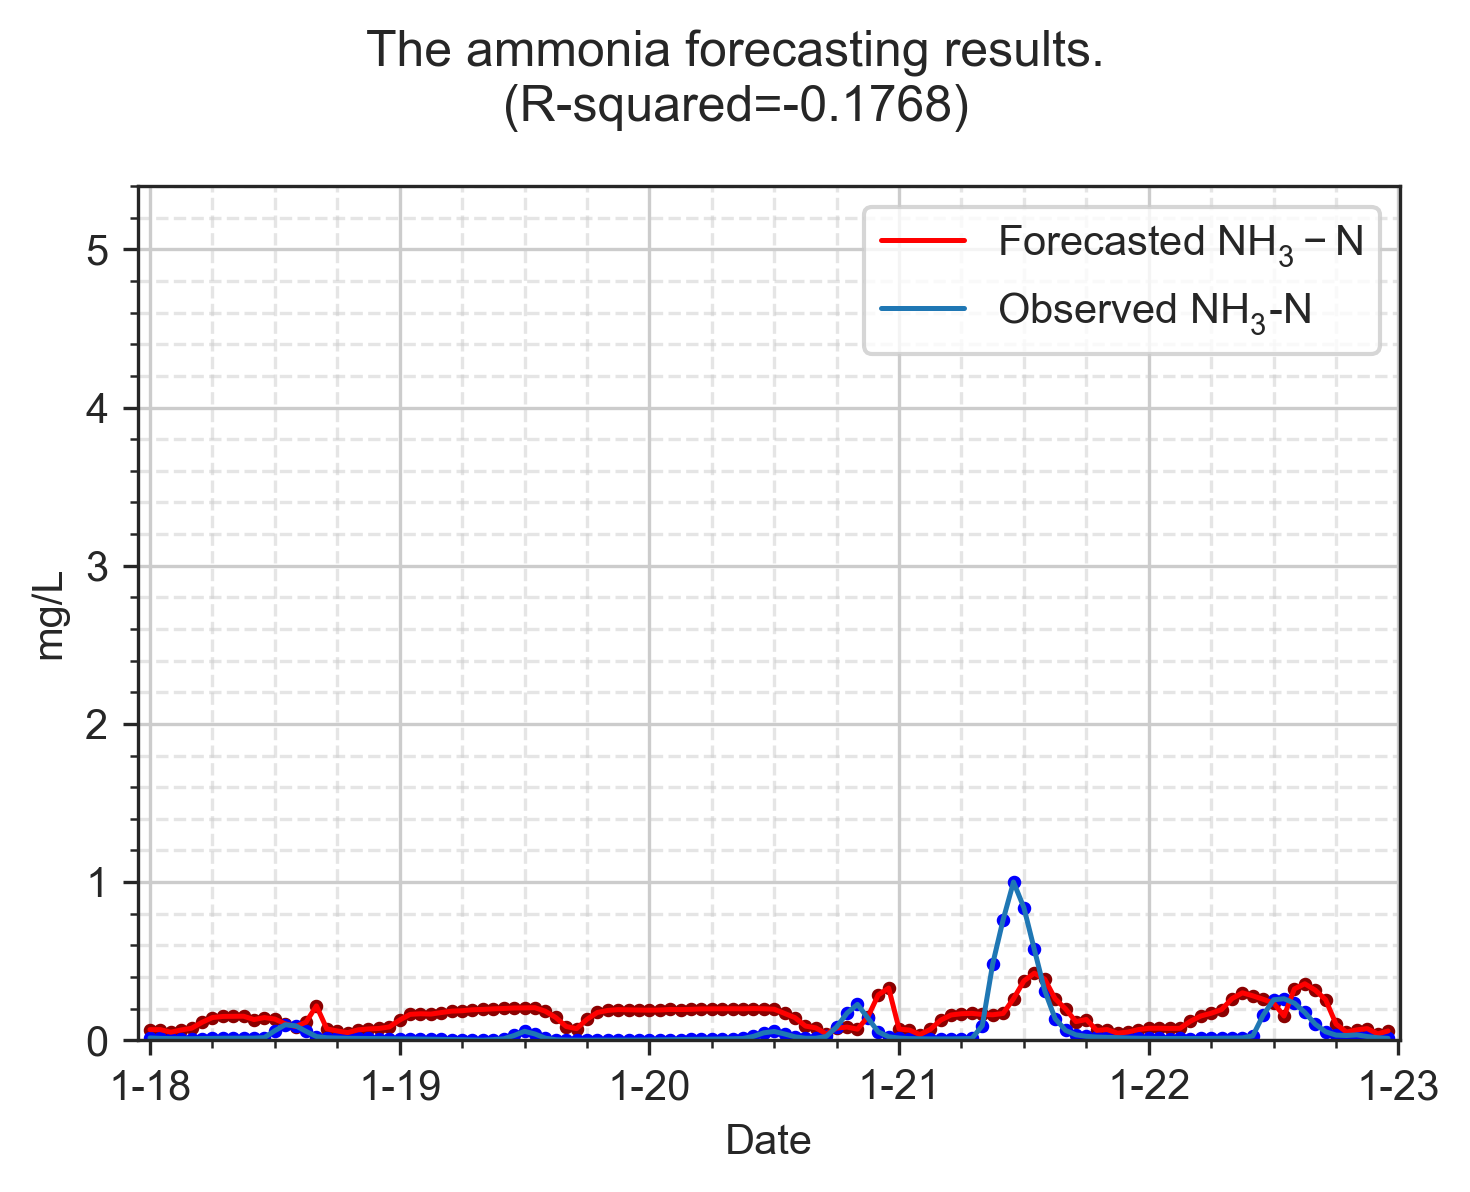 The ammonia forecasting results.
(R-squared=-0.1768)
Forecasted NH₃ − N
Observed NH₃-N
5
4
3
2
1
0
mg/L
1-18 1-19 1-20 1-21 1-22 1-23
Date